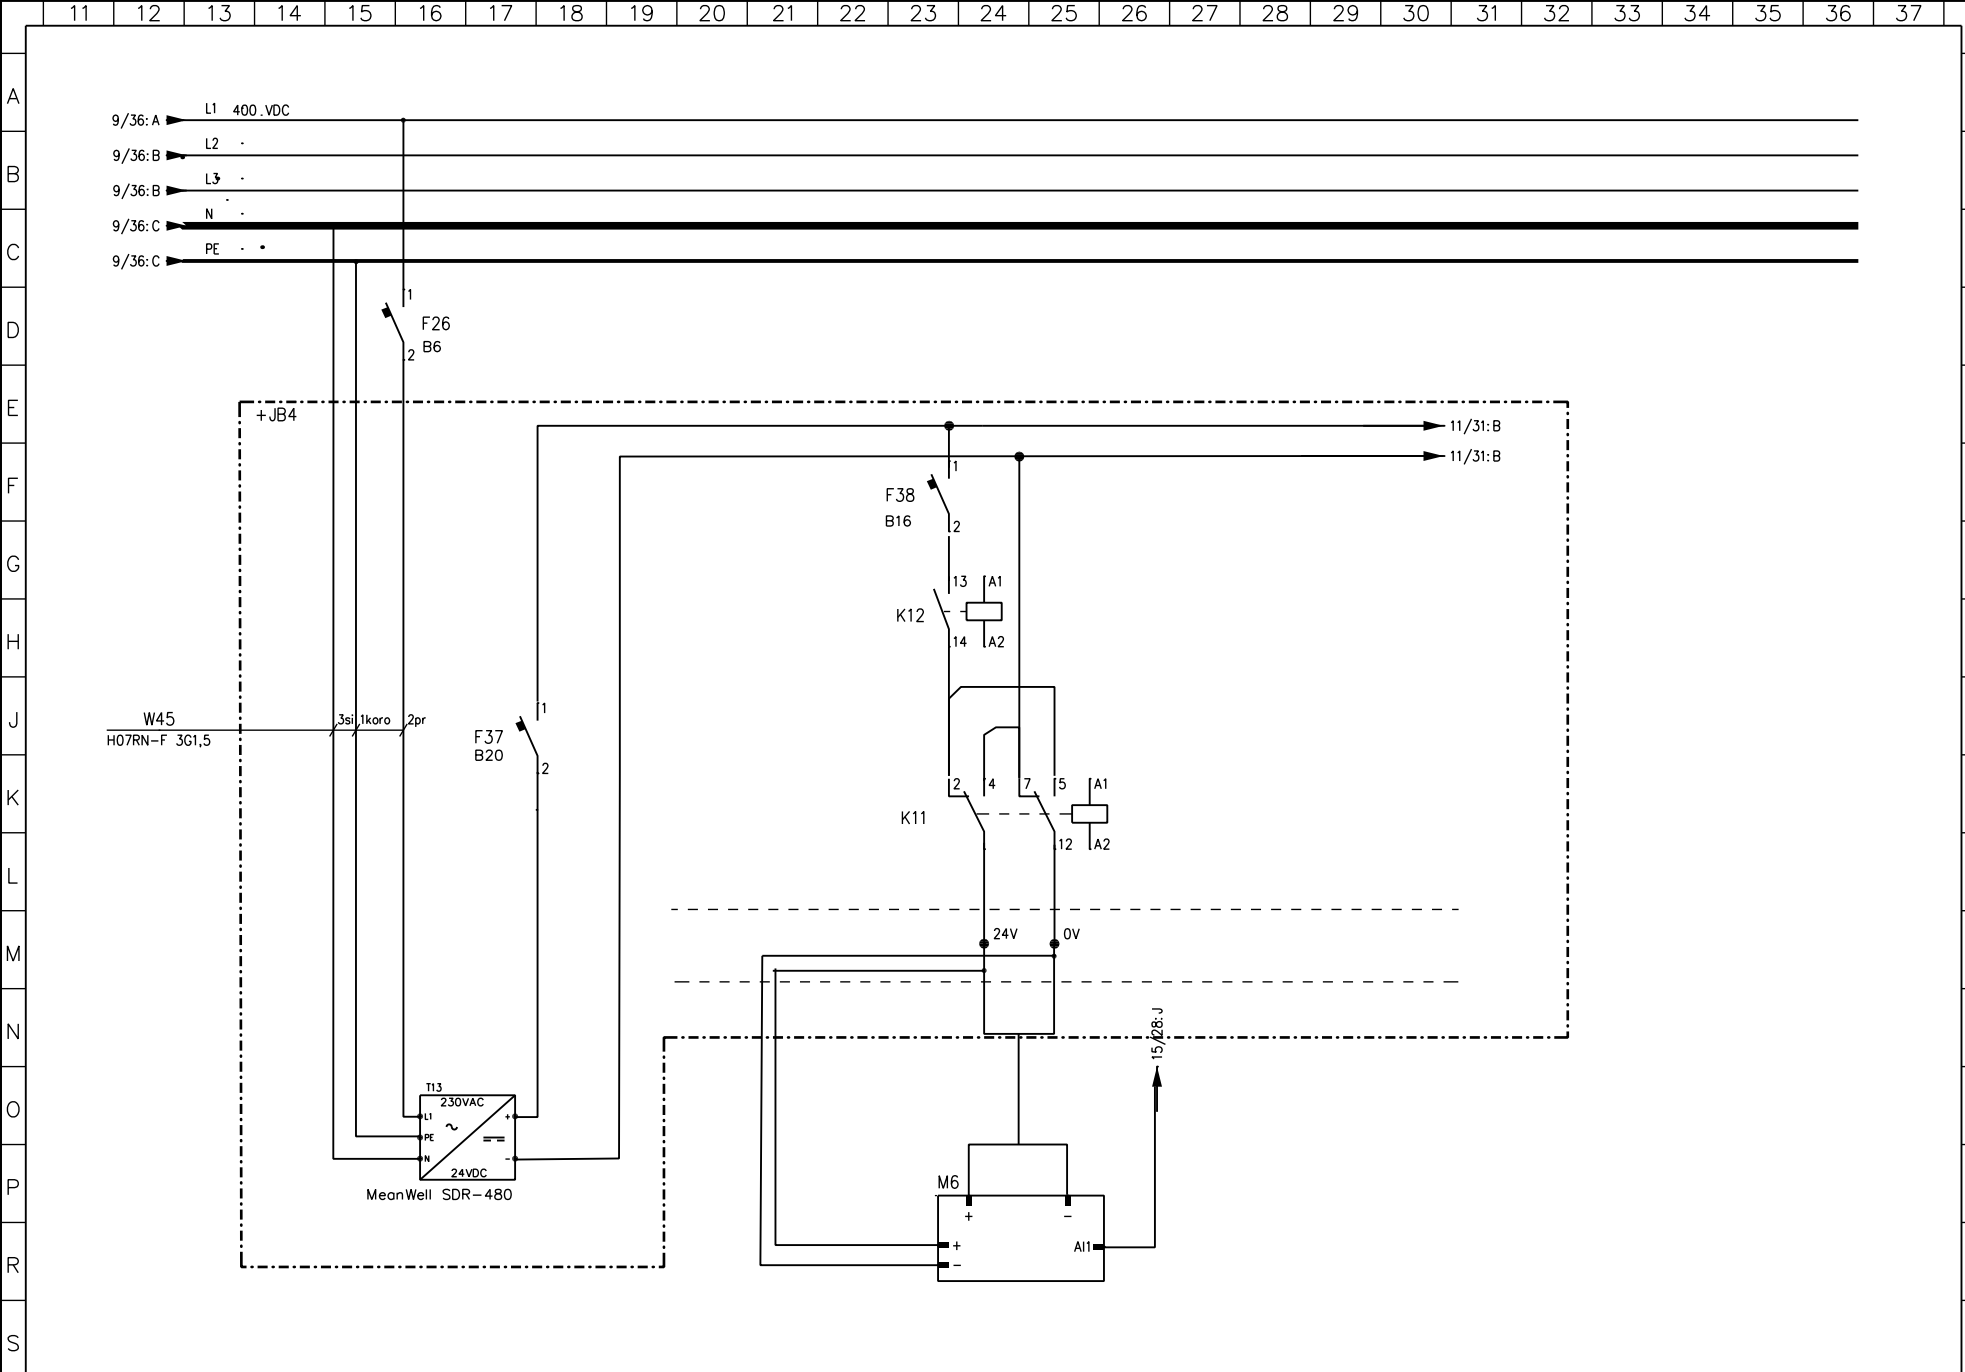 11 12 13 14 15 16 17 18 19 20 21 22 23 24 25 26 27 28 29 30 31 32 33 34 35 36 37
A
B
C
D
E
F
G
H
J
K
L
M
N
O
P
R
S
9/36:A L1 400.VDC
9/36:B L2 -
9/36:B L3 -
9/36:C N -
9/36:C PE -
1
F26
B6
2
+JB4
11/31:B
11/31:B
1
F38
B16
2
13 A1
K12
14 A2
W45
H07RN-F 3G1,5
3si 1koro 2pr
1
F37
B20
2
2 4 7 5 A1
K11
12 A2
24V 0V
15/28:J
T13
230VAC
L1 +
PE
N -
24VDC
MeanWell SDR-480
M6
+ -
+ AI1
-